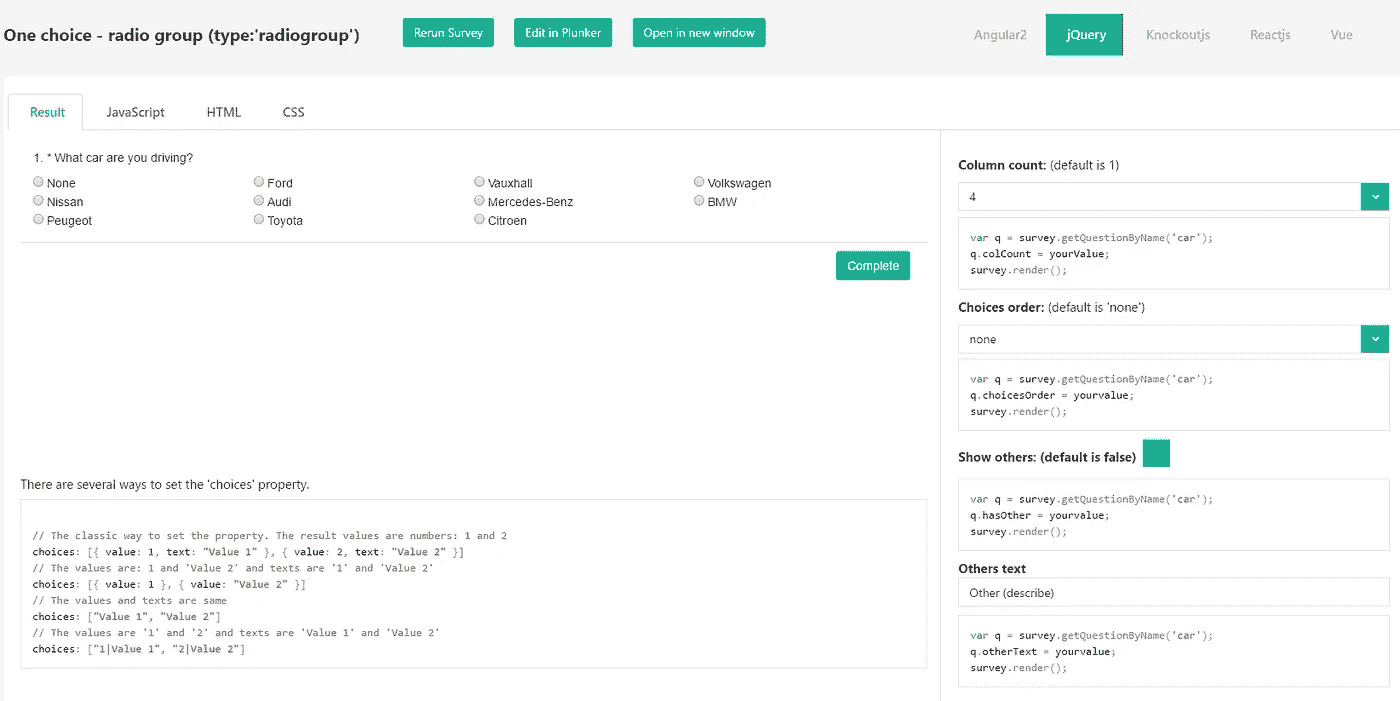 One choice - radio group (type:'radiogroup') Rerun Survey Edit in Plunker Open in new window Angular2 jQuery Knockoutjs Reactjs Vue
Result JavaScript HTML CSS
1. * What car are you driving?
None Ford Vauxhall Volkswagen
Nissan Audi Mercedes-Benz BMW
Peugeot Toyota Citroen
Complete
There are several ways to set the 'choices' property.
// The classic way to set the property. The result values are numbers: 1 and 2
choices: [{ value: 1, text: "Value 1" }, { value: 2, text: "Value 2" }]
// The values are: 1 and 'Value 2' and texts are '1' and 'Value 2'
choices: [{ value: 1 }, { value: "Value 2" }]
// The values and texts are same
choices: ["Value 1", "Value 2"]
// The values are '1' and '2' and texts are 'Value 1' and 'Value 2'
choices: ["1|Value 1", "2|Value 2"]
Column count: (default is 1)
4
var q = survey.getQuestionByName('car');
q.colCount = yourValue;
survey.render();
Choices order: (default is 'none')
none
var q = survey.getQuestionByName('car');
q.choicesOrder = yourvalue;
survey.render();
Show others: (default is false)
var q = survey.getQuestionByName('car');
q.hasOther = yourvalue;
survey.render();
Others text
Other (describe)
var q = survey.getQuestionByName('car');
q.otherText = yourvalue;
survey.render();